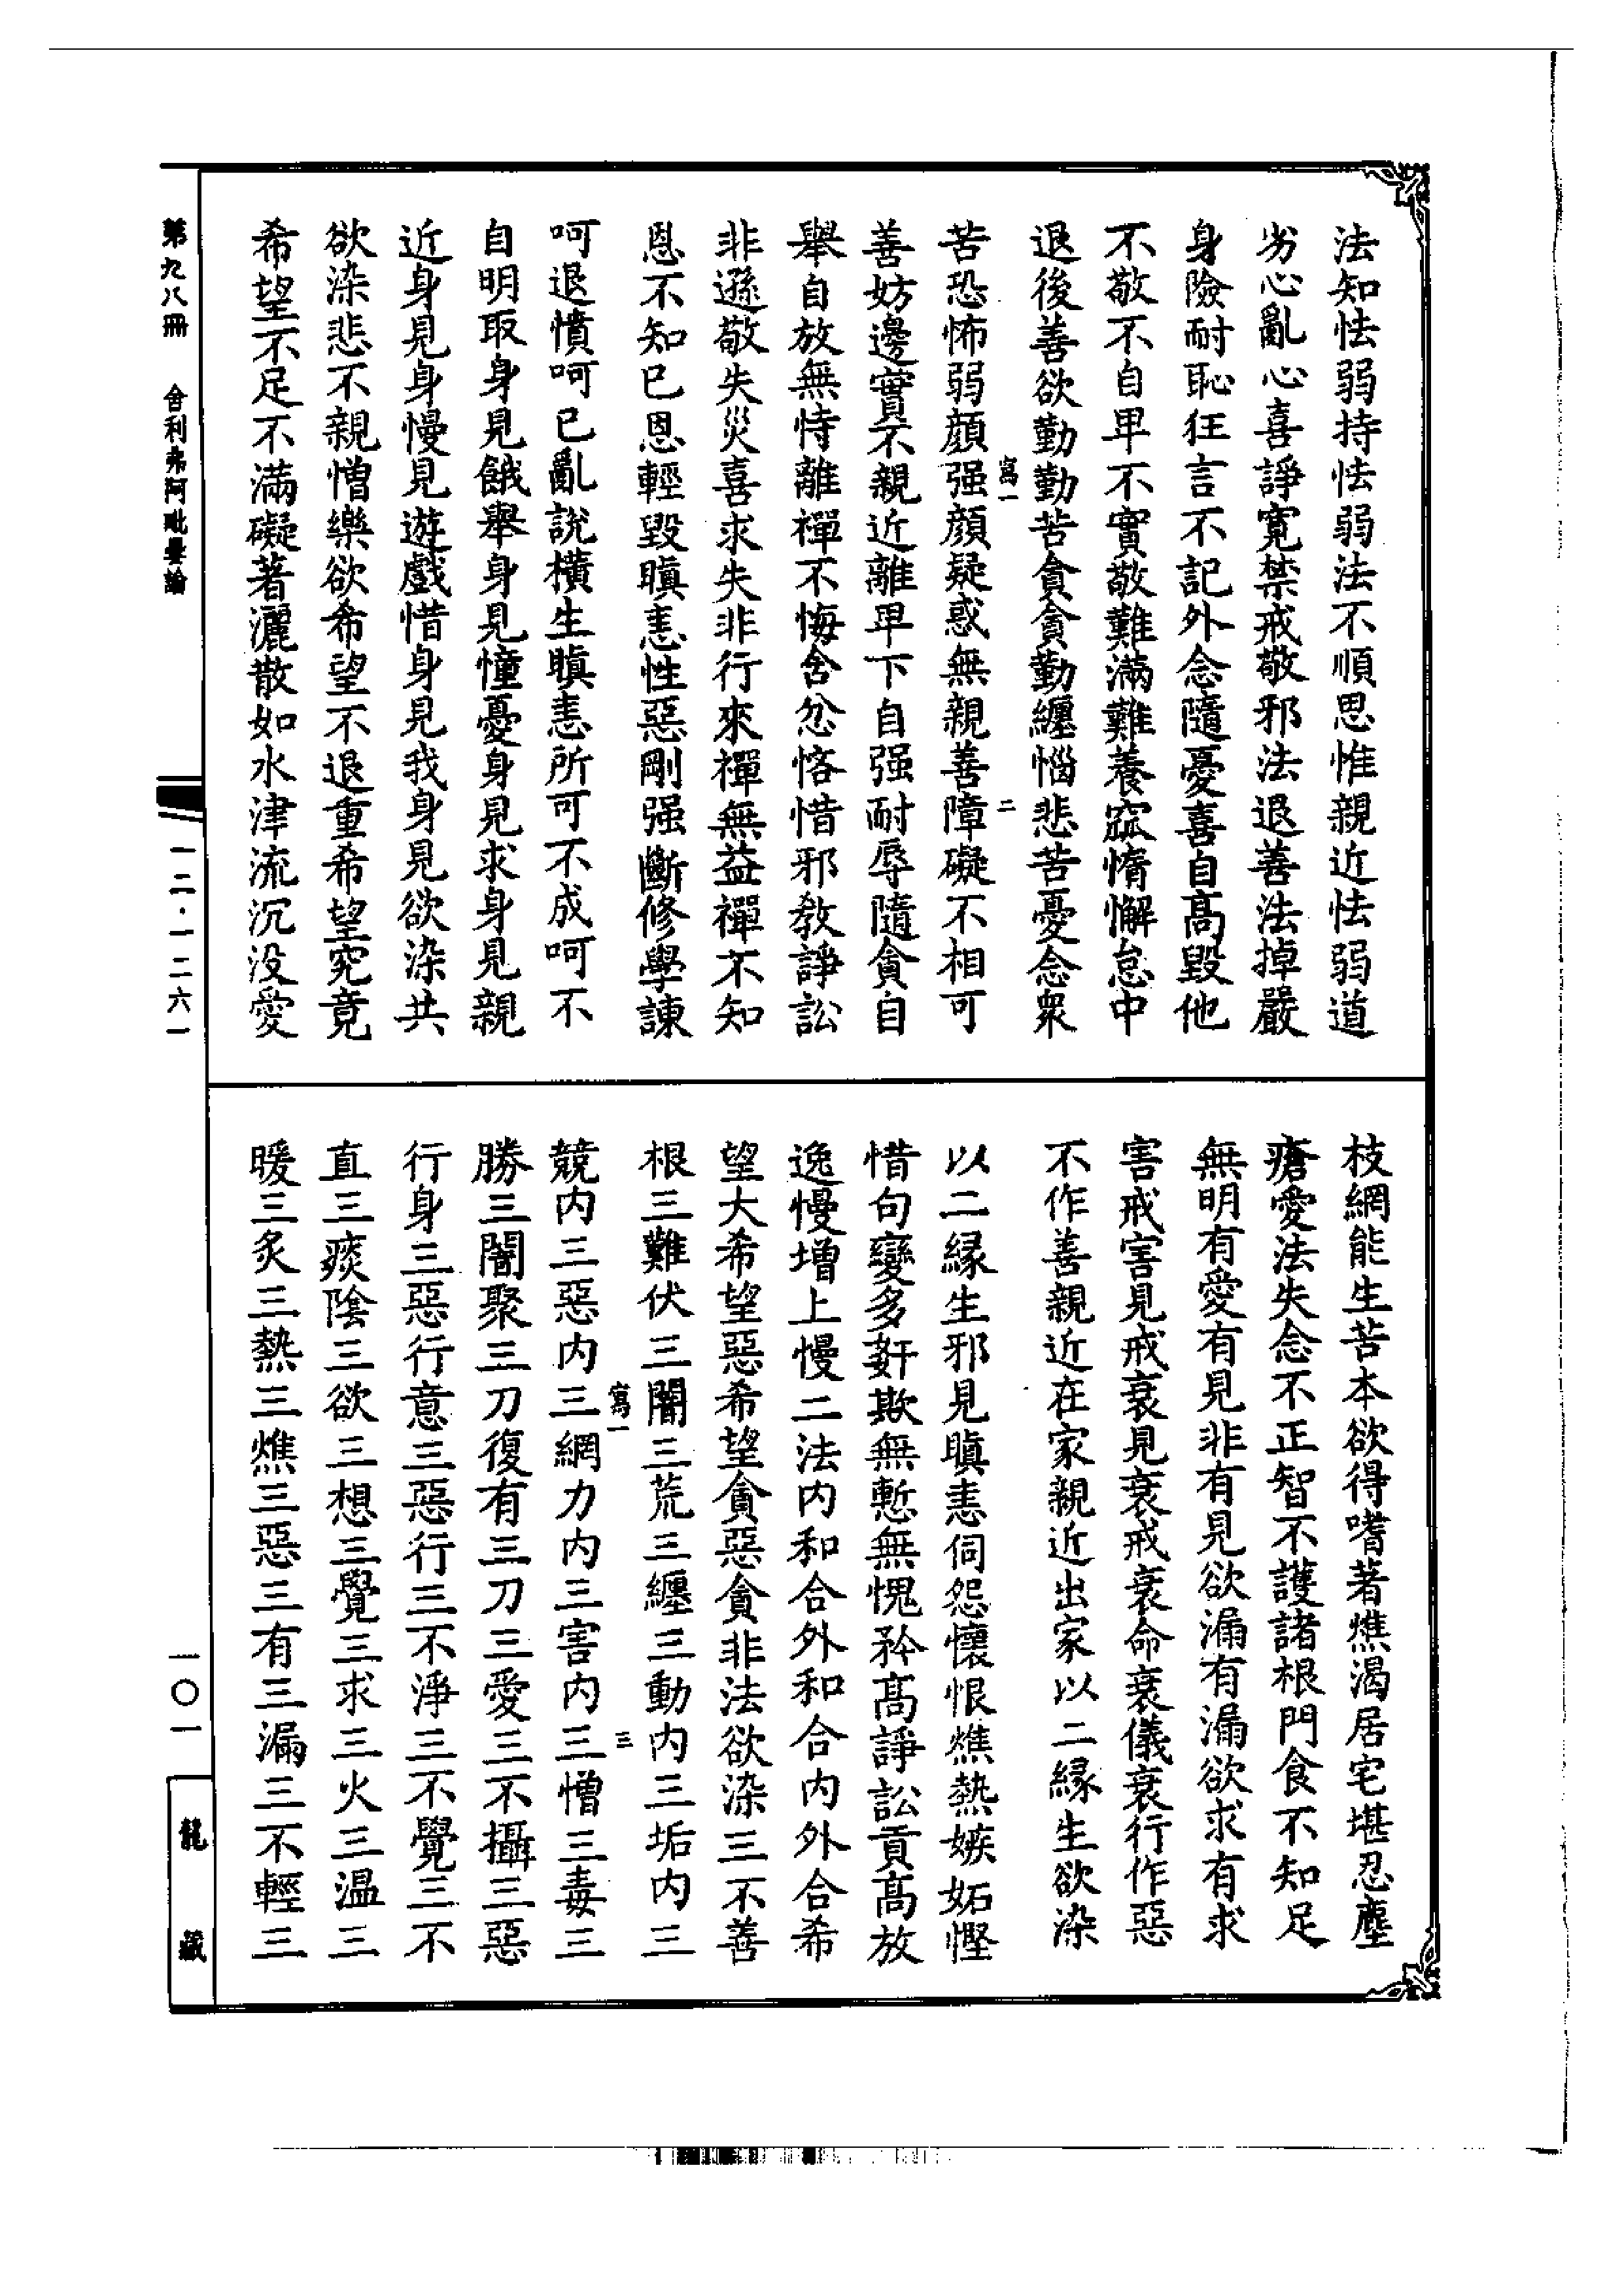 法知怯弱持怯弱法不順思惟親近怯弱道
劣心亂心喜諍寬禁戒敬邪法退善法掉嚴
身險耐恥狂言不記外念隨憂喜自高毀他
不敬不自卑不實敬難滿難養窳惰懈怠中
退後善欲勤勤苦貪貪勤纏惱悲苦憂念衆
寫一 二
苦恐怖弱顏强顏疑惑無親善障礙不相可
善妨邊實不親近離卑下自强耐辱隨貪自
舉自放無恃離禪不悔舍忿悋惜邪教諍訟
非遜敬失災喜求失非行來禪無益禪不知
恩不知已恩輕毀瞋恚性惡剛强斷修學諫
呵退憤呵已亂說横生瞋恚所可不成呵不
自明取身見餓舉身見憧憂身見求身見親
近身見身慢見遊戲惜身見我身見欲染共
欲染悲不親憎樂欲希望不退重希望究竟
希望不足不滿礙著灑散如水津流沉没愛
枝網能生苦本欲得嗜著燋渴居宅堪忍塵
瘡愛法失念不正智不護諸根門食不知足
無明有愛有見非有見欲漏有漏欲求有求
害戒害見戒衰見衰戒衰命衰儀衰行作惡
不作善親近在家親近出家以二緣生欲染
以二緣生邪見瞋恚伺怨懷恨燋熱嫉妬慳
惜句變多姧欺無慙無愧矜高諍訟貢高放
逸慢增上慢二法内和合外和合内外合希
望大希望惡希望貪惡貪非法欲染三不善
根三難伏三闇三荒三纏三動内三垢内三
寫一 三
競内三惡内三網力内三害内三憎三毒三
勝三闇聚三刀復有三刀三愛三不攝三惡
行身三惡行意三惡行三不淨三不覺三不
直三痰陰三欲三想三覺三求三火三温三
暖三炙三熱三燋三惡三有三漏三不輕三
第九八冊 舍利弗阿毗曇論
一二·一二六一
一〇一
龍藏